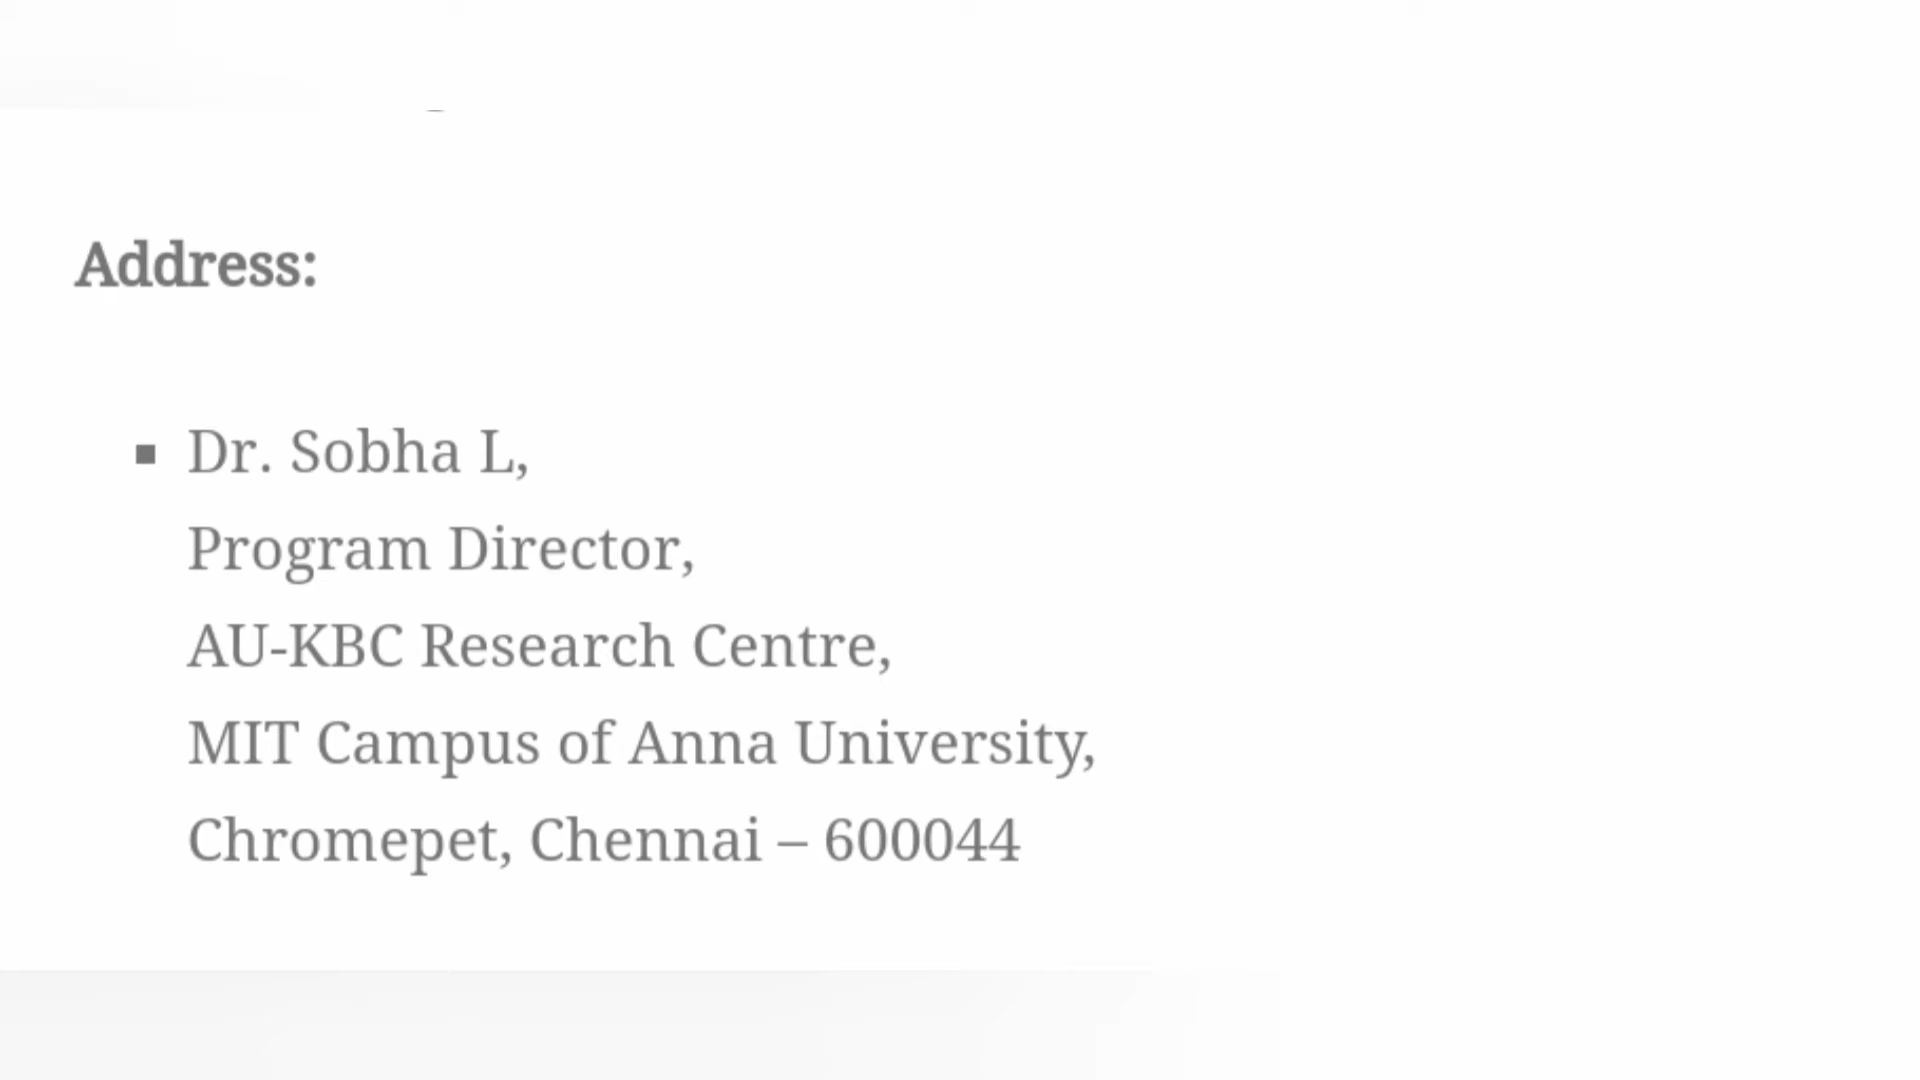 Address:
▪ Dr. Sobha L,
Program Director,
AU-KBC Research Centre,
MIT Campus of Anna University,
Chromepet, Chennai – 600044